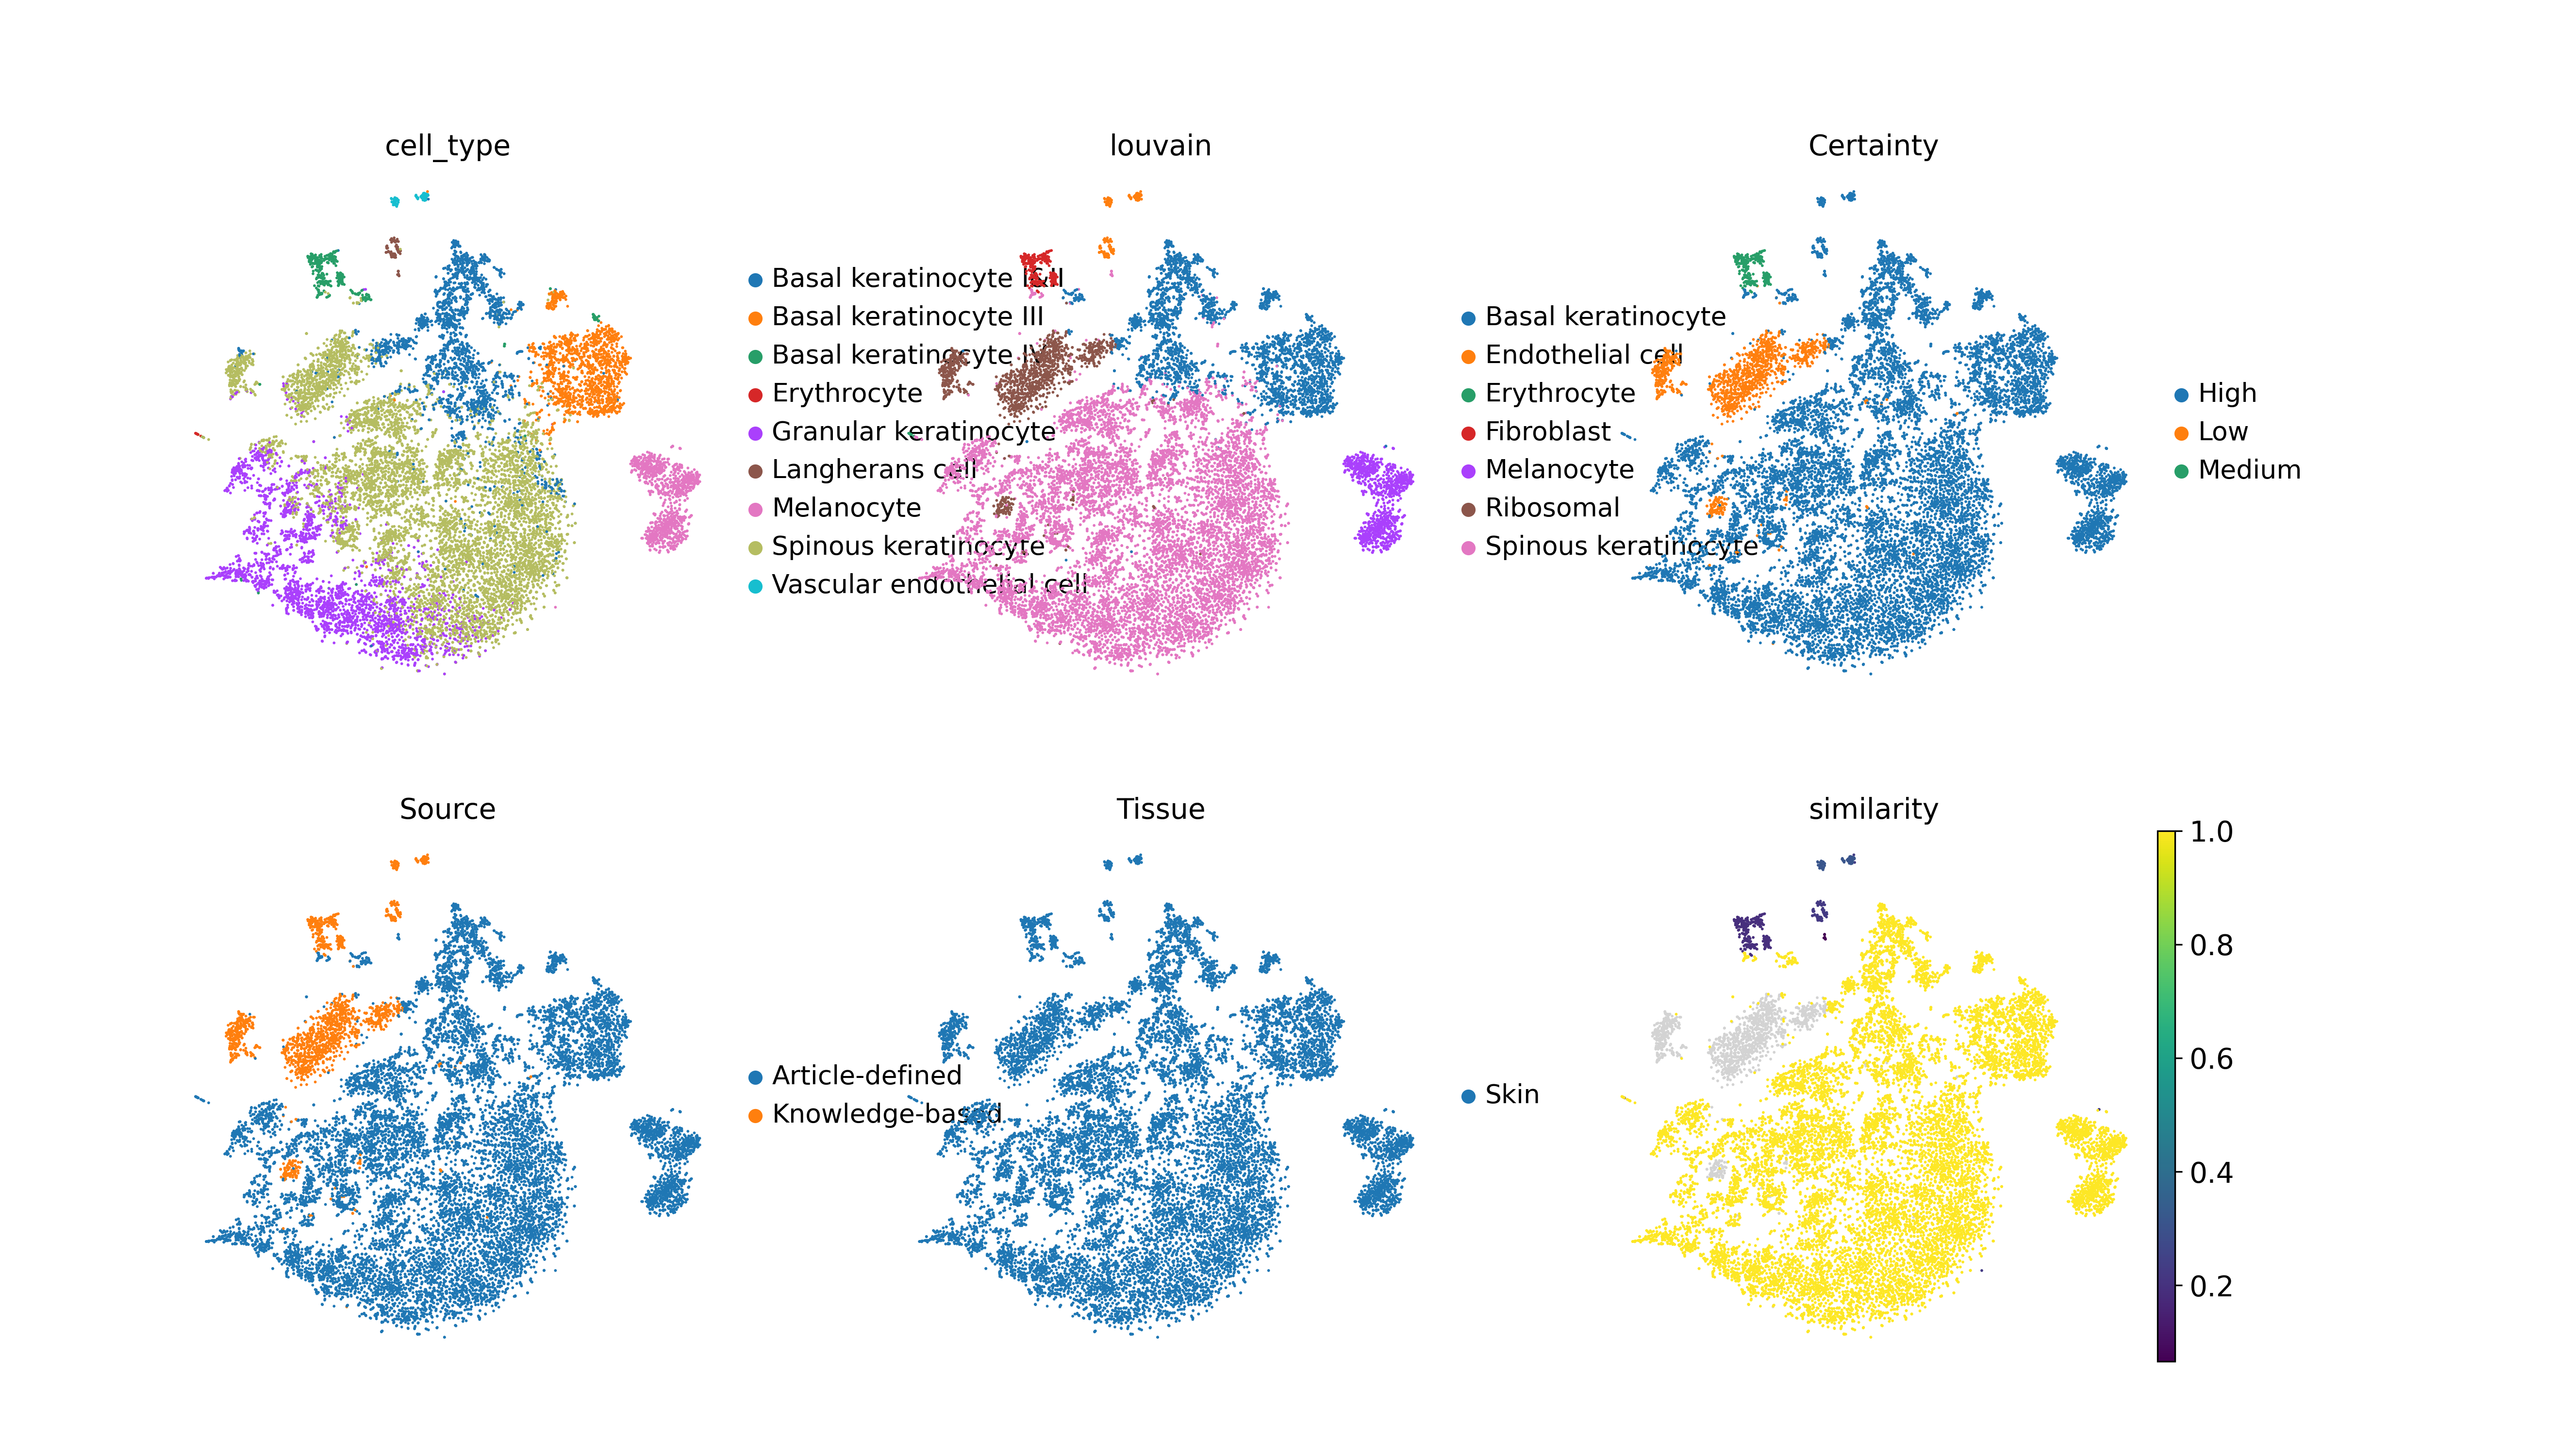 cell_type
Basal keratinocyte I&II
Basal keratinocyte III
Basal keratinocyte IV
Erythrocyte
Granular keratinocyte
Langherans cell
Melanocyte
Spinous keratinocyte
Vascular endothelial cell
louvain
Basal keratinocyte
Endothelial cell
Erythrocyte
Fibroblast
Melanocyte
Ribosomal
Spinous keratinocyte
Certainty
High
Low
Medium
Source
Article-defined
Knowledge-based
Tissue
Skin
similarity
1.0
0.8
0.6
0.4
0.2